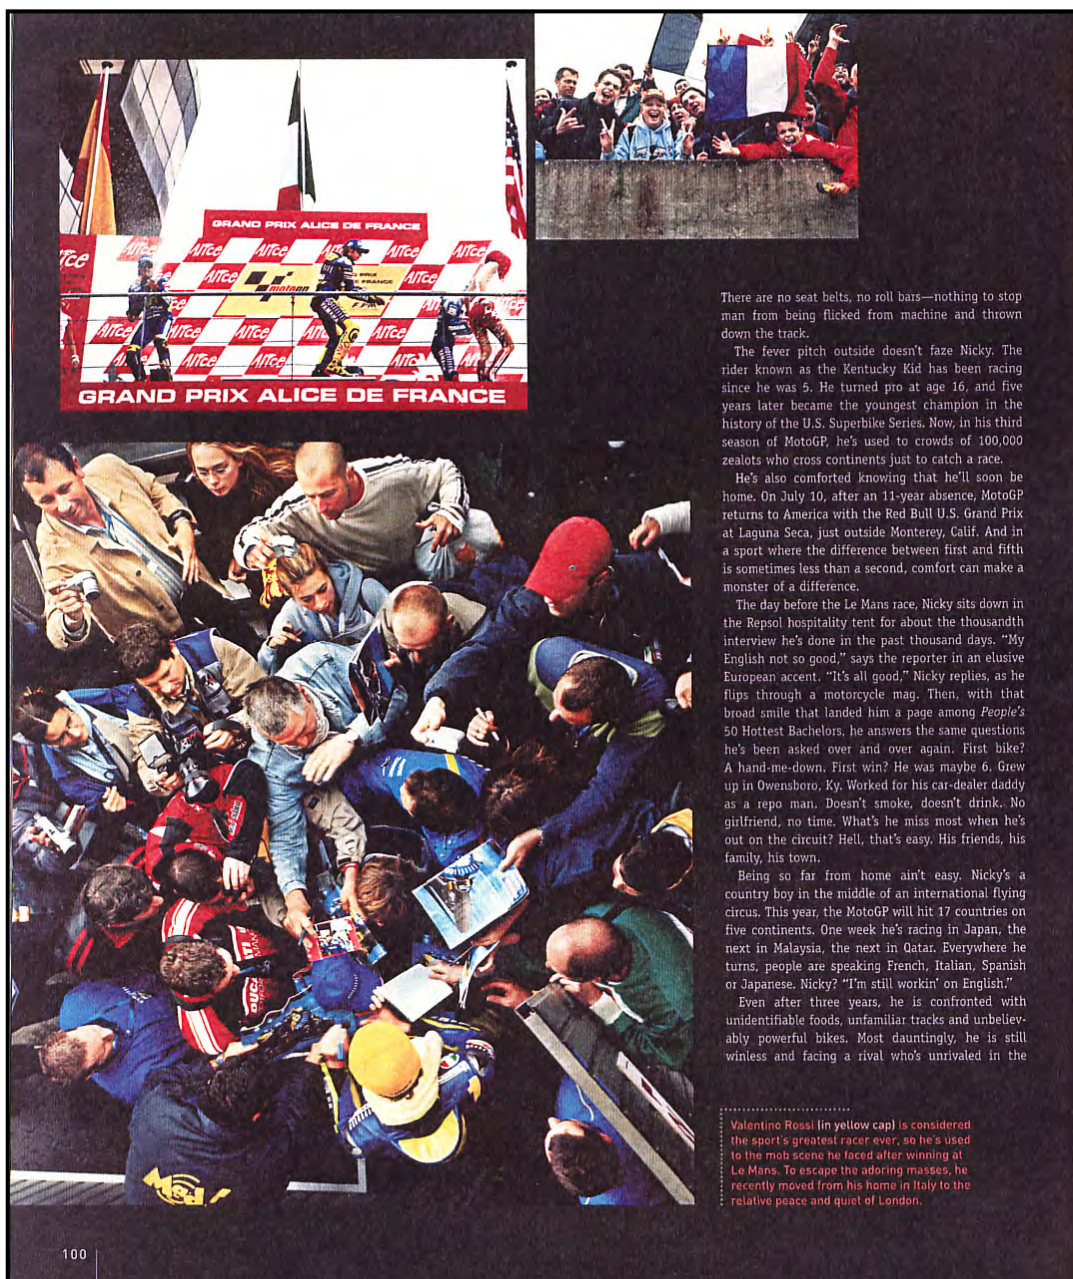 GRAND PRIX ALICE DE FRANCE
AliCe
AliCe
AliCe
AliCe
AliCe
AliCe
motoGP
GRAND PRIX ALICE DE FRANCE
There are no seat belts, no roll bars—nothing to stop
man from being flicked from machine and thrown
down the track.
The fever pitch outside doesn't faze Nicky. The
rider known as the Kentucky Kid has been racing
since he was 5. He turned pro at age 16, and five
years later became the youngest champion in the
history of the U.S. Superbike Series. Now, in his third
season of MotoGP, he's used to crowds of 100,000
zealots who cross continents just to catch a race.
He's also comforted knowing that he'll soon be
home. On July 10, after an 11-year absence, MotoGP
returns to America with the Red Bull U.S. Grand Prix
at Laguna Seca, just outside Monterey, Calif. And in
a sport where the difference between first and fifth
is sometimes less than a second, comfort can make a
monster of a difference.
The day before the Le Mans race, Nicky sits down in
the Repsol hospitality tent for about the thousandth
interview he's done in the past thousand days. "My
English not so good," says the reporter in an elusive
European accent. "It's all good," Nicky replies, as he
flips through a motorcycle mag. Then, with that
broad smile that landed him a page among People's
50 Hottest Bachelors, he answers the same questions
he's been asked over and over again. First bike?
A hand-me-down. First win? He was maybe 6. Grew
up in Owensboro, Ky. Worked for his car-dealer daddy
as a repo man. Doesn't smoke, doesn't drink. No
girlfriend, no time. What's he miss most when he's
out on the circuit? Hell, that's easy. His friends, his
family, his town.
Being so far from home ain't easy. Nicky's a
country boy in the middle of an international flying
circus. This year, the MotoGP will hit 17 countries on
five continents. One week he's racing in Japan, the
next in Malaysia, the next in Qatar. Everywhere he
turns, people are speaking French, Italian, Spanish
or Japanese. Nicky? "I'm still workin' on English."
Even after three years, he is confronted with
unidentifiable foods, unfamiliar tracks and unbeliev-
ably powerful bikes. Most dauntingly, he is still
winless and facing a rival who's unrivaled in the
DUCATI
Valentino Rossi (in yellow cap) is considered
the sport's greatest racer ever, so he's used
to the mob scene he faced after winning at
Le Mans. To escape the adoring masses, he
recently moved from his home in Italy to the
relative peace and quiet of London.
100